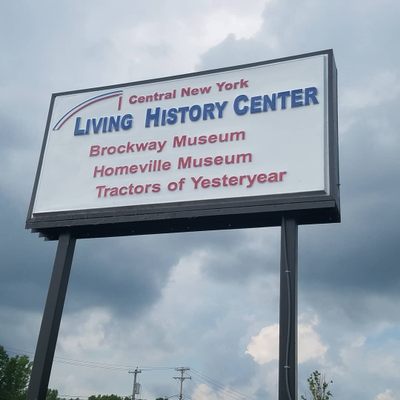 Central New York
LIVING HISTORY CENTER
Brockway Museum
Homeville Museum
Tractors of Yesteryear